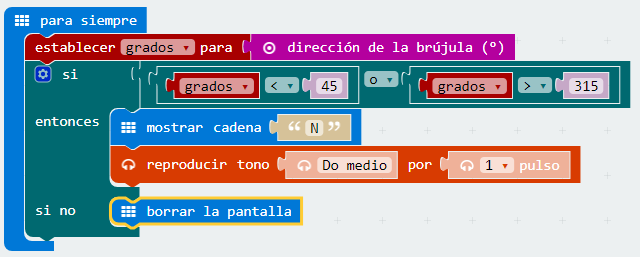 para siempre
establecer grados para dirección de la brújula (º)
si grados < 45 o grados > 315
entonces mostrar cadena “ N ”
reproducir tono Do medio por 1 pulso
si no borrar la pantalla